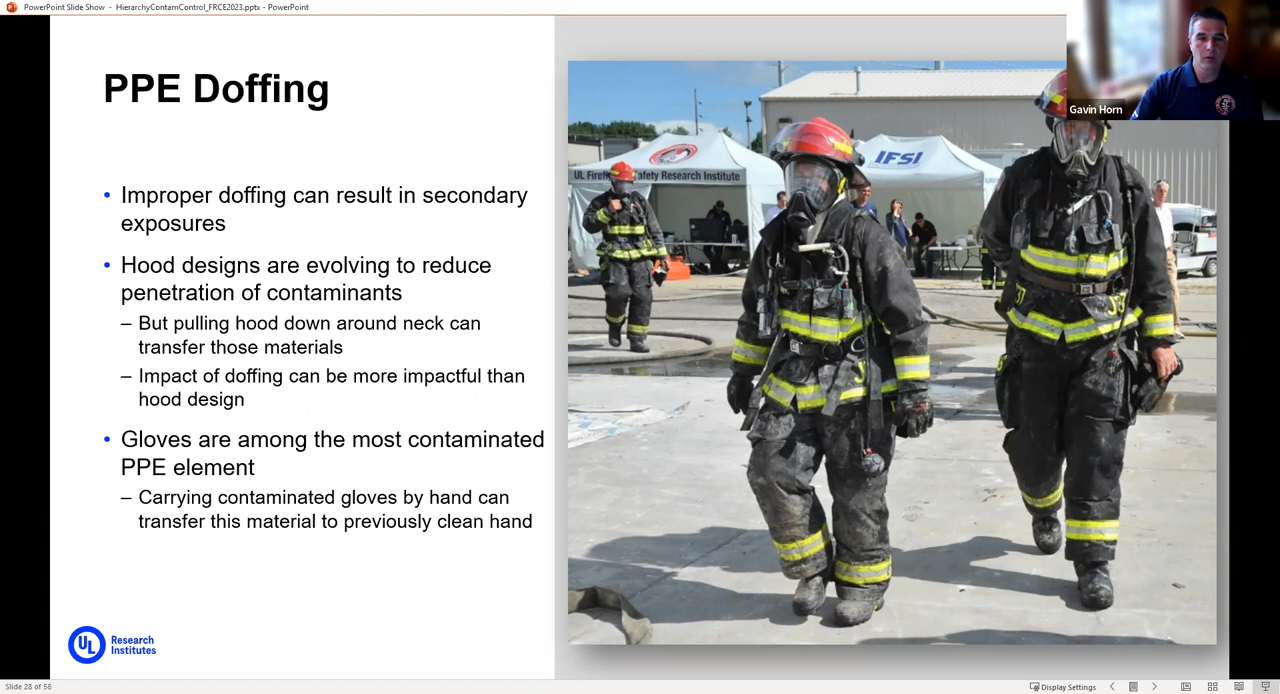 PowerPoint Slide Show - HierarchyContamControl_FRCE2023.pptx - PowerPoint
Gavin Horn
PPE Doffing
• Improper doffing can result in secondary
exposures
• Hood designs are evolving to reduce
penetration of contaminants
– But pulling hood down around neck can
transfer those materials
– Impact of doffing can be more impactful than
hood design
• Gloves are among the most contaminated
PPE element
– Carrying contaminated gloves by hand can
transfer this material to previously clean hand
UL Research
Institutes
IFSI
UL Safety Research Institute
Slide 28 of 58
Display Settings